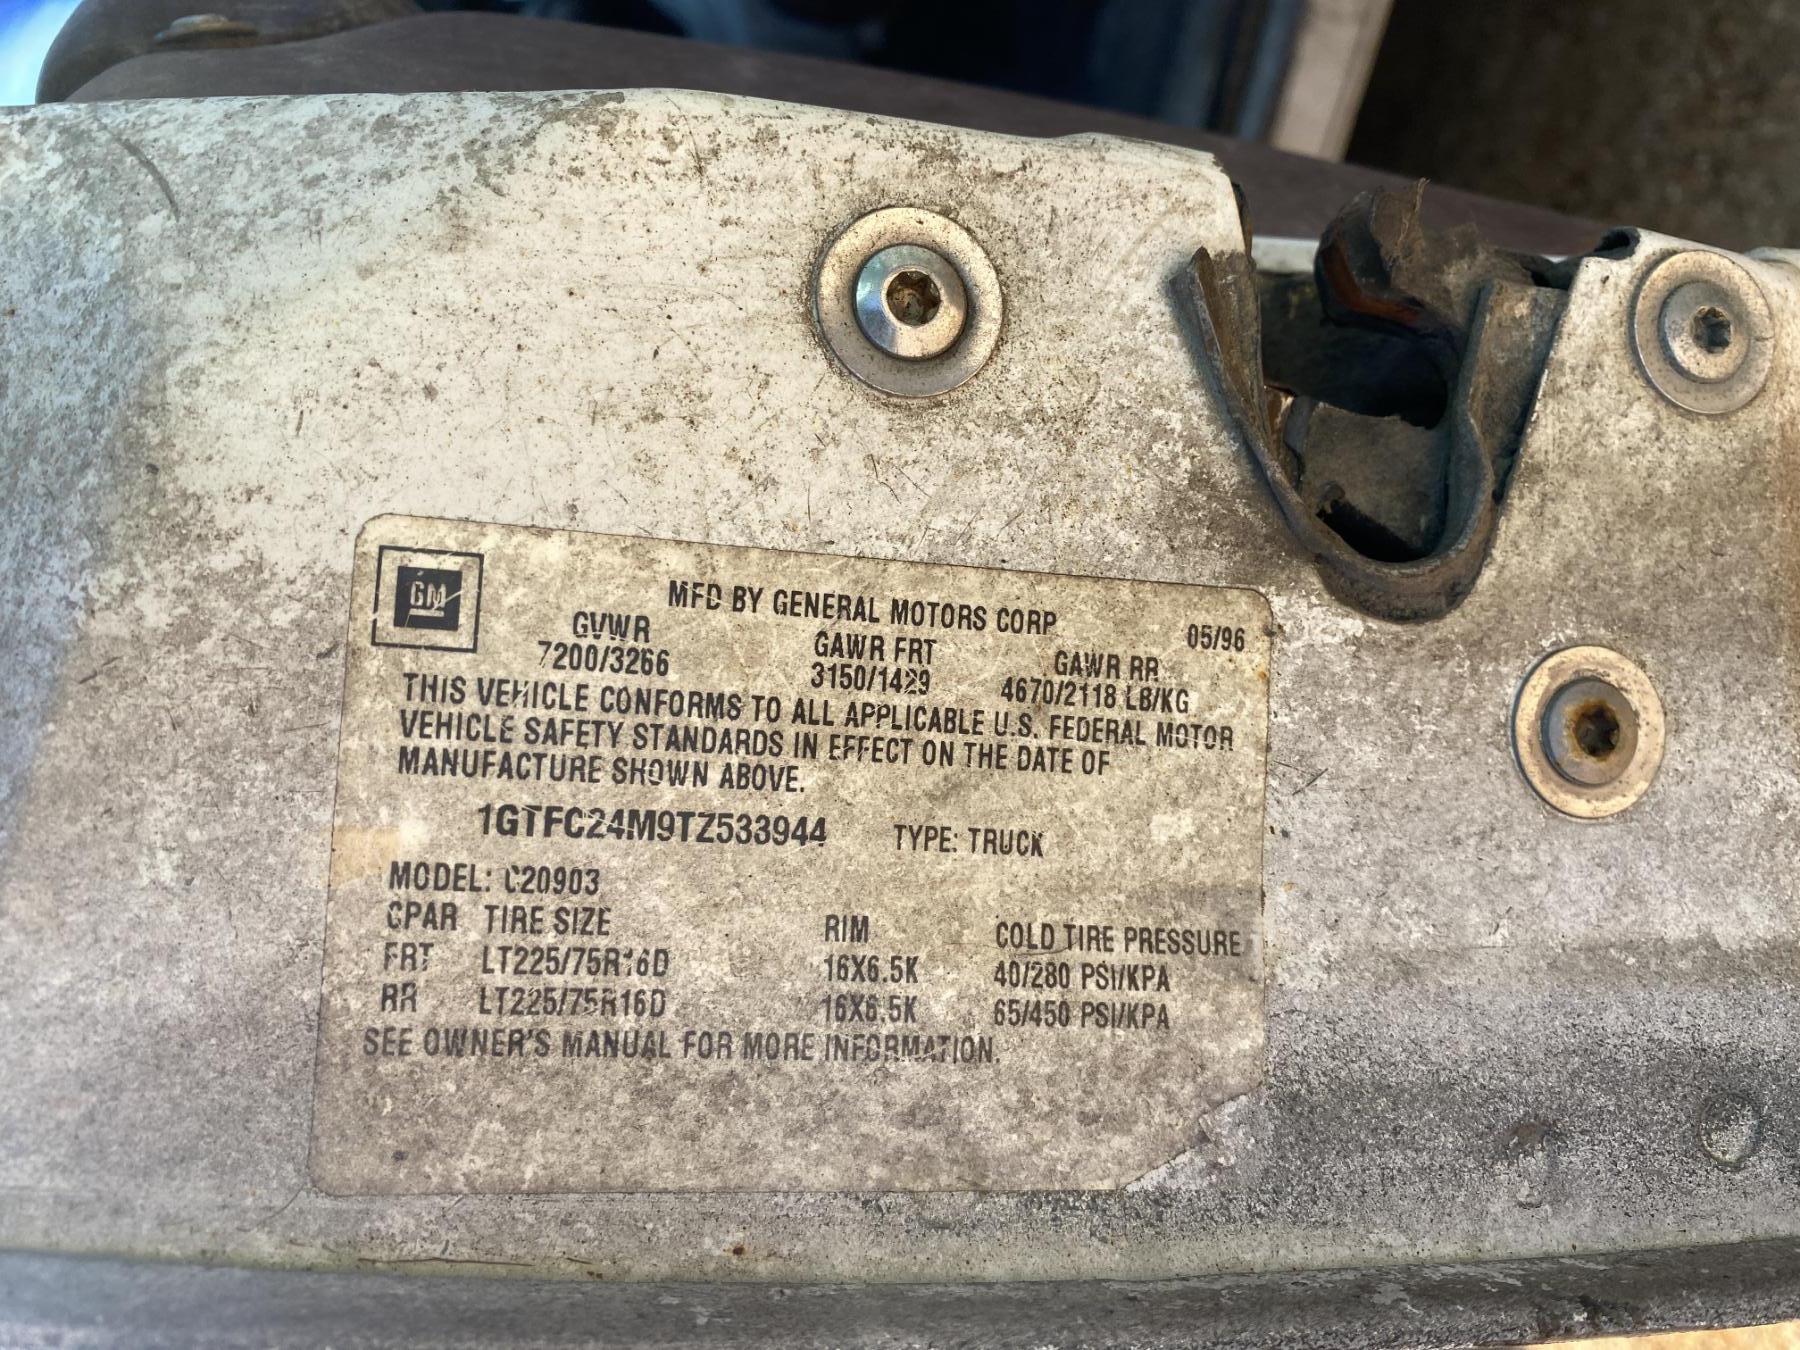 GM
MFD BY GENERAL MOTORS CORP
05/96
GVWR GAWR FRT GAWR RR
7200/3266 3150/1429 4670/2118 LB/KG
THIS VEHICLE CONFORMS TO ALL APPLICABLE U.S. FEDERAL MOTOR
VEHICLE SAFETY STANDARDS IN EFFECT ON THE DATE OF
MANUFACTURE SHOWN ABOVE.
1GTFC24M9TZ533944 TYPE: TRUCK
MODEL: C20903
CPAR TIRE SIZE RIM COLD TIRE PRESSURE
FRT LT225/75R16D 16X6.5K 40/280 PSI/KPA
RR LT225/75R16D 16X6.5K 65/450 PSI/KPA
SEE OWNER'S MANUAL FOR MORE INFORMATION.